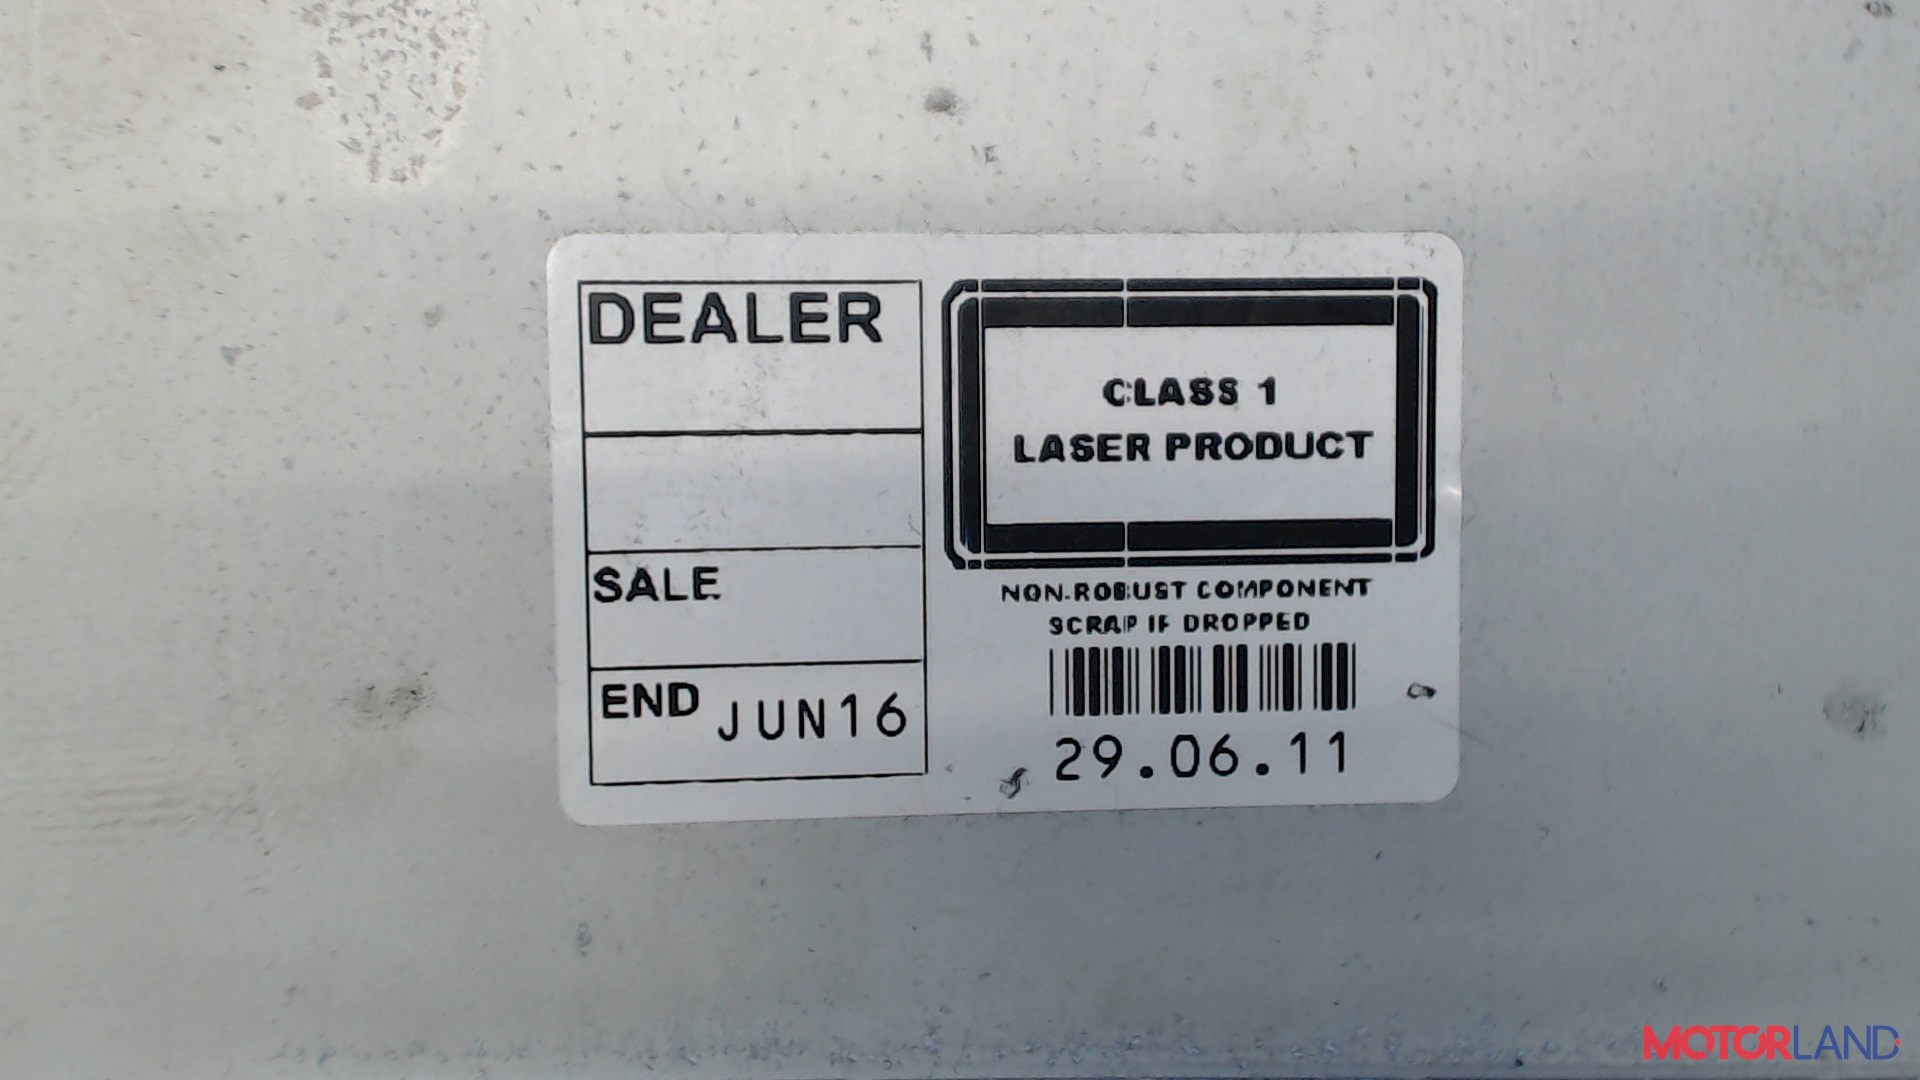 DEALER
SALE
END JUN16
CLASS 1
LASER PRODUCT
NON-ROBUST COMPONENT
SCRAP IF DROPPED
29.06.11
MOTORLAND